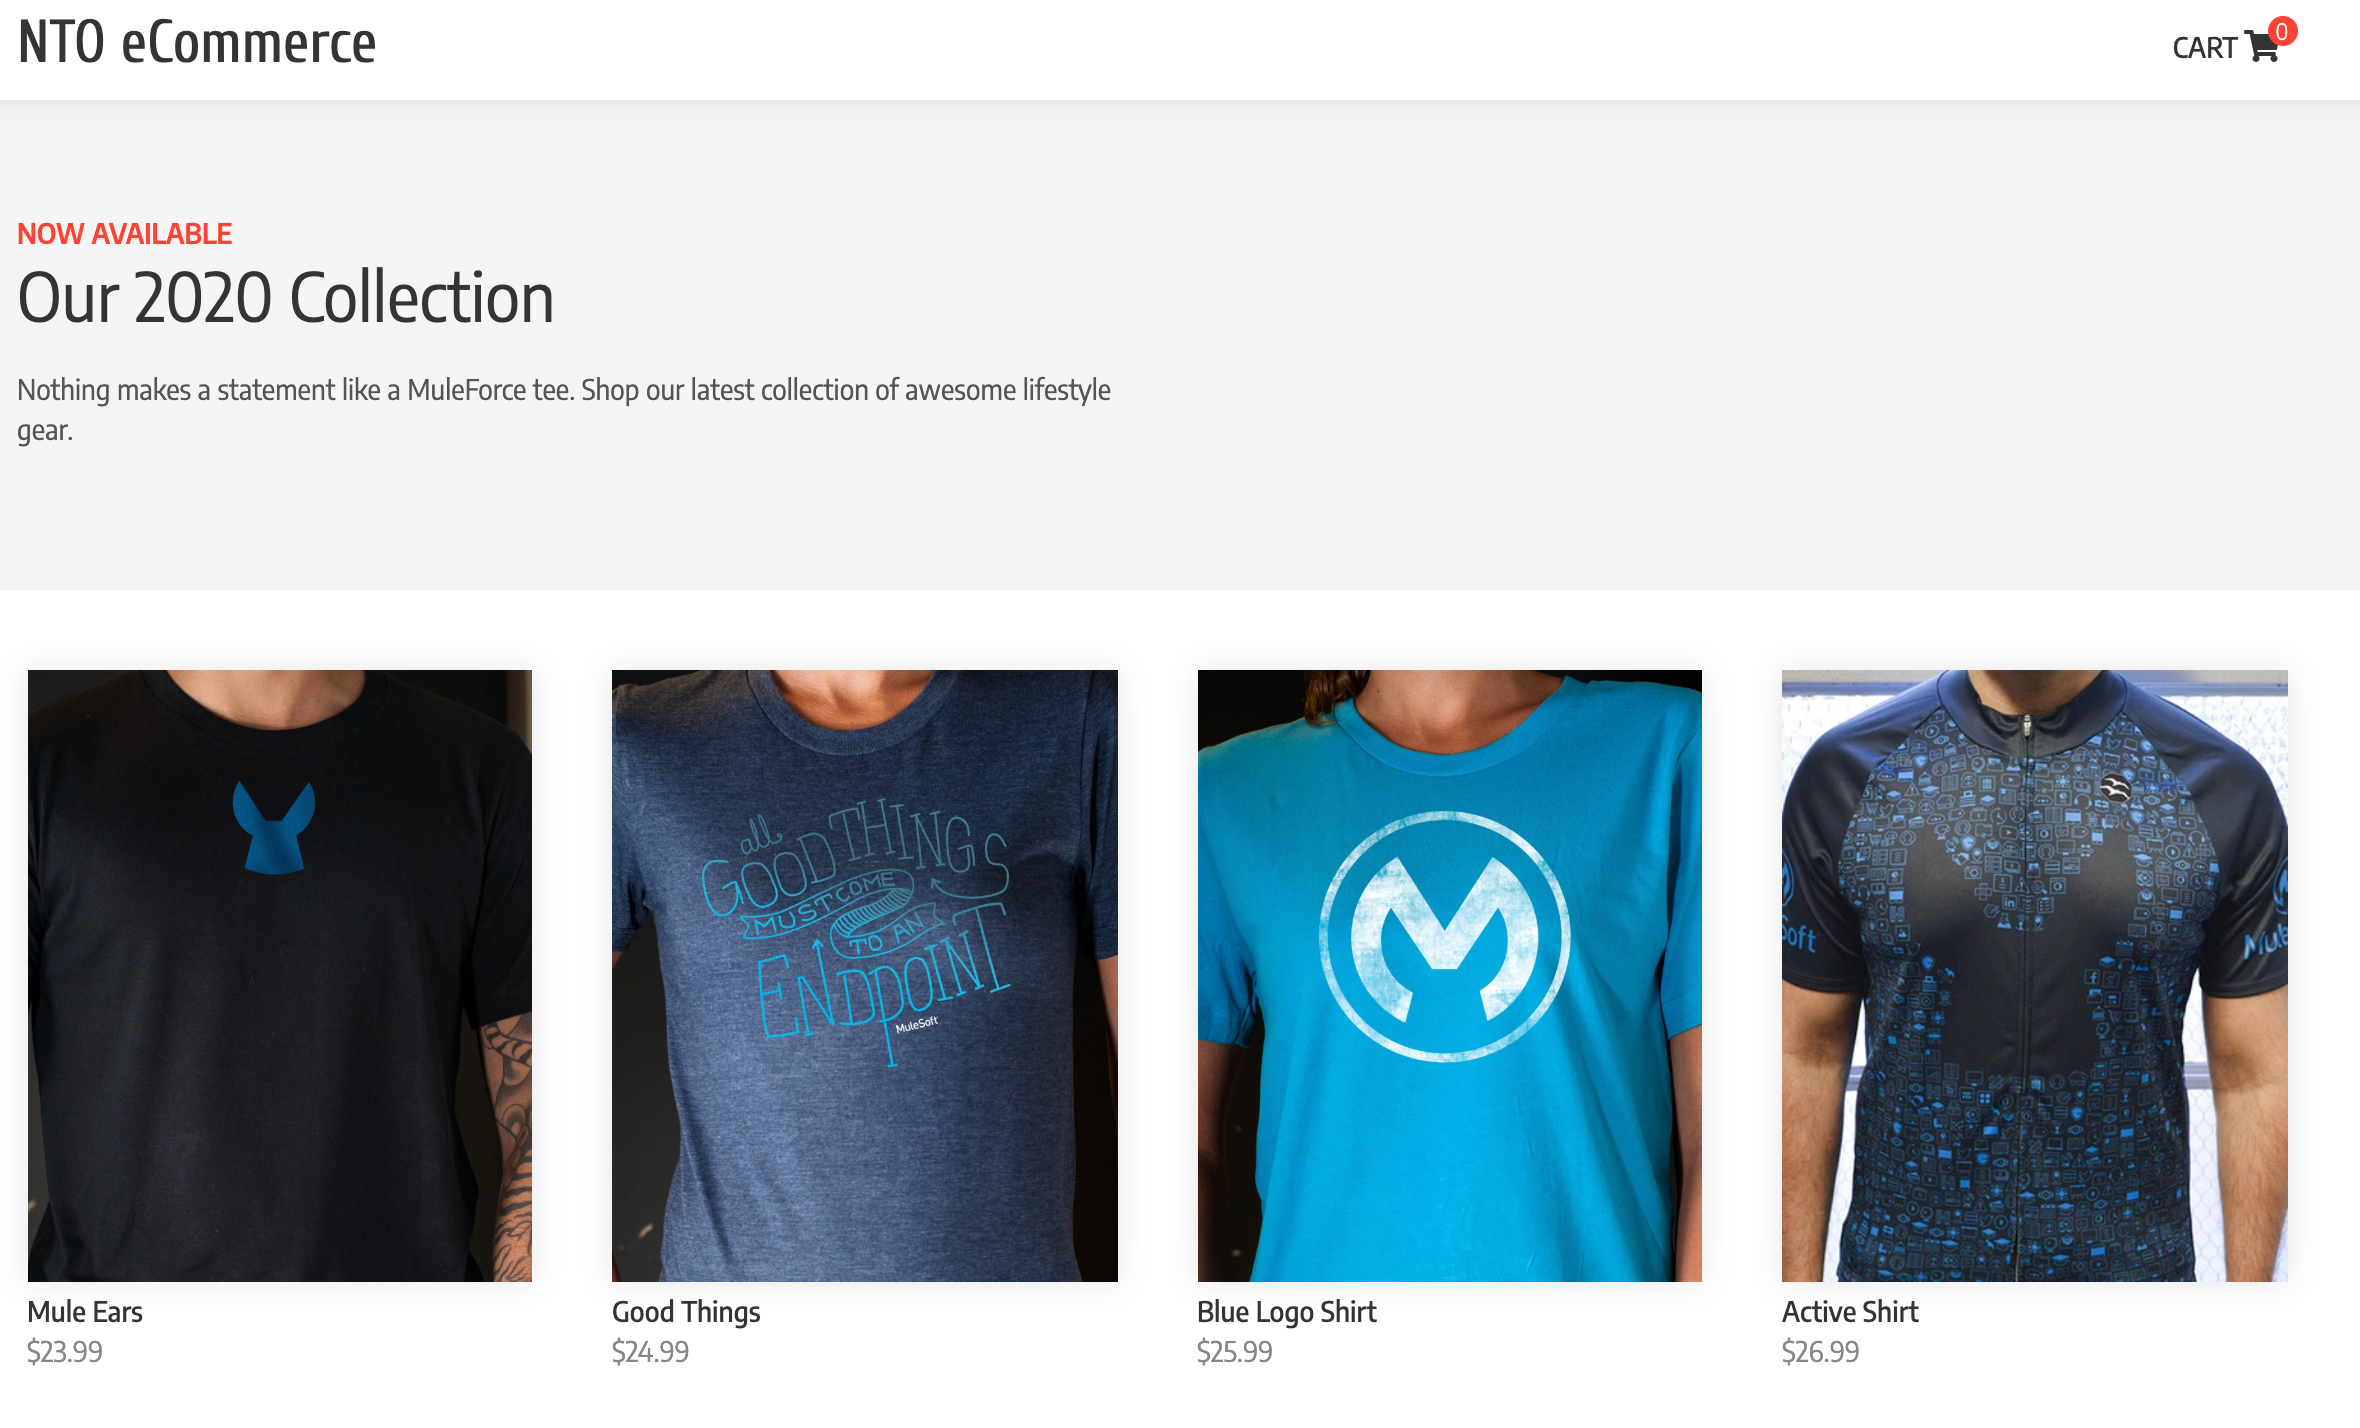 NTO eCommerce
CART 0
NOW AVAILABLE
Our 2020 Collection
Nothing makes a statement like a MuleForce tee. Shop our latest collection of awesome lifestyle
gear.
all
GOOD THINGS
MUST COME
TO AN
ENDPOINT
MuleSoft
soft
Mule
Mule Ears
$23.99
Good Things
$24.99
Blue Logo Shirt
$25.99
Active Shirt
$26.99